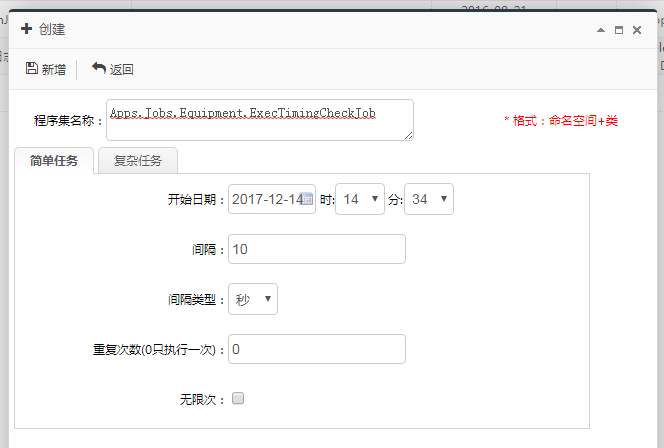 2016-08-31
创建
新增 返回
程序集名称： Apps.Jobs.Equipment.ExecTimingCheckJob * 格式：命名空间+类
简单任务 复杂任务
开始日期： 2017-12-14 时: 14 分: 34
间隔： 10
间隔类型： 秒
重复次数(0只执行一次)： 0
无限次：